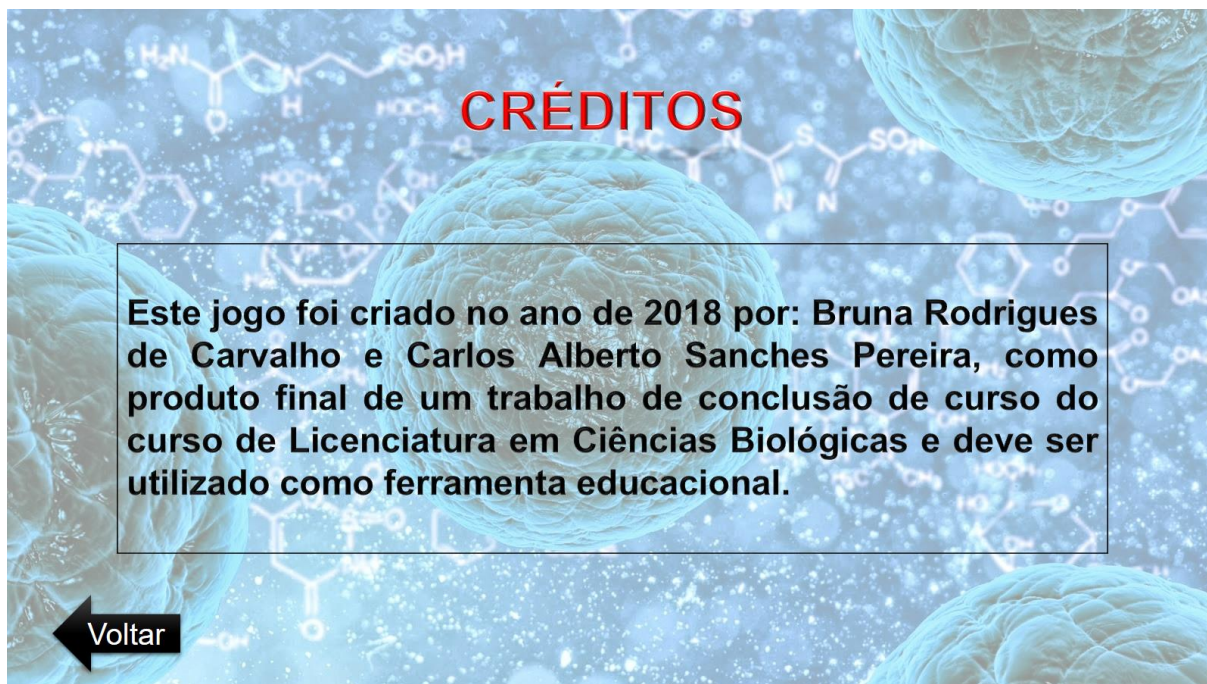 CRÉDITOS
Este jogo foi criado no ano de 2018 por: Bruna Rodrigues
de Carvalho e Carlos Alberto Sanches Pereira, como
produto final de um trabalho de conclusão de curso do
curso de Licenciatura em Ciências Biológicas e deve ser
utilizado como ferramenta educacional.
Voltar